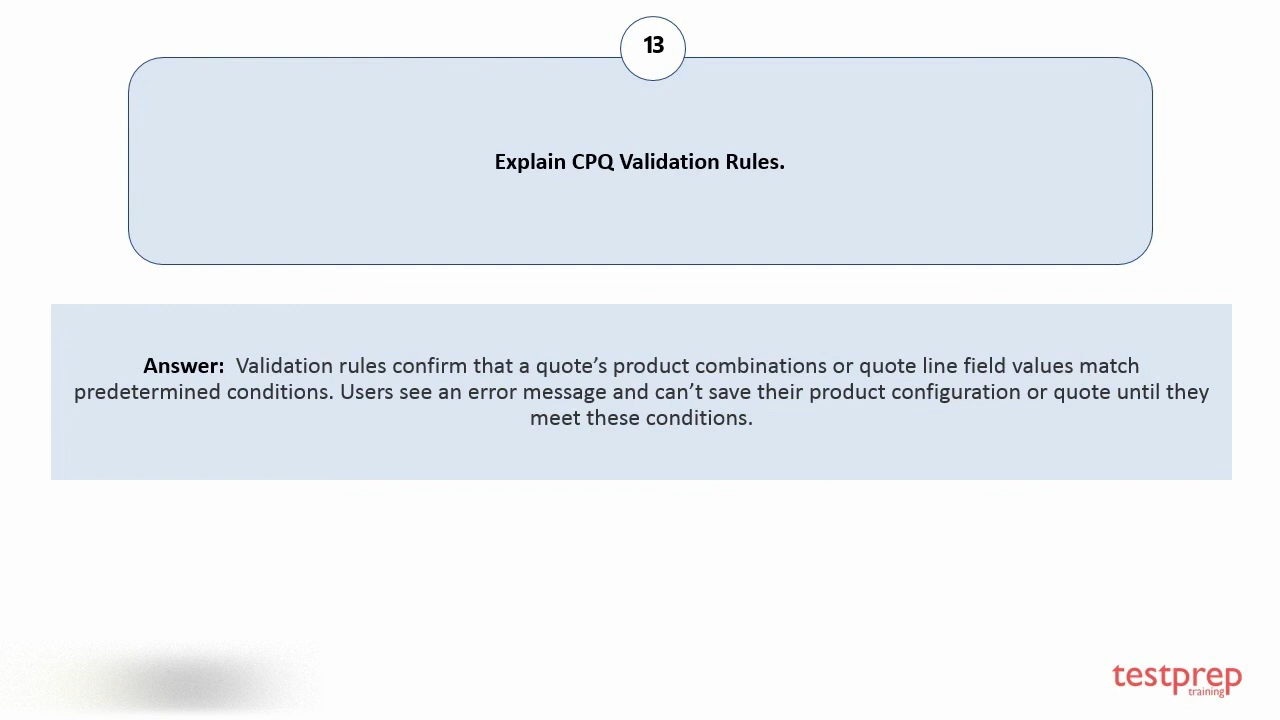 13
Explain CPQ Validation Rules.
Answer: Validation rules confirm that a quote’s product combinations or quote line field values match
predetermined conditions. Users see an error message and can’t save their product configuration or quote until they
meet these conditions.
testprep
training